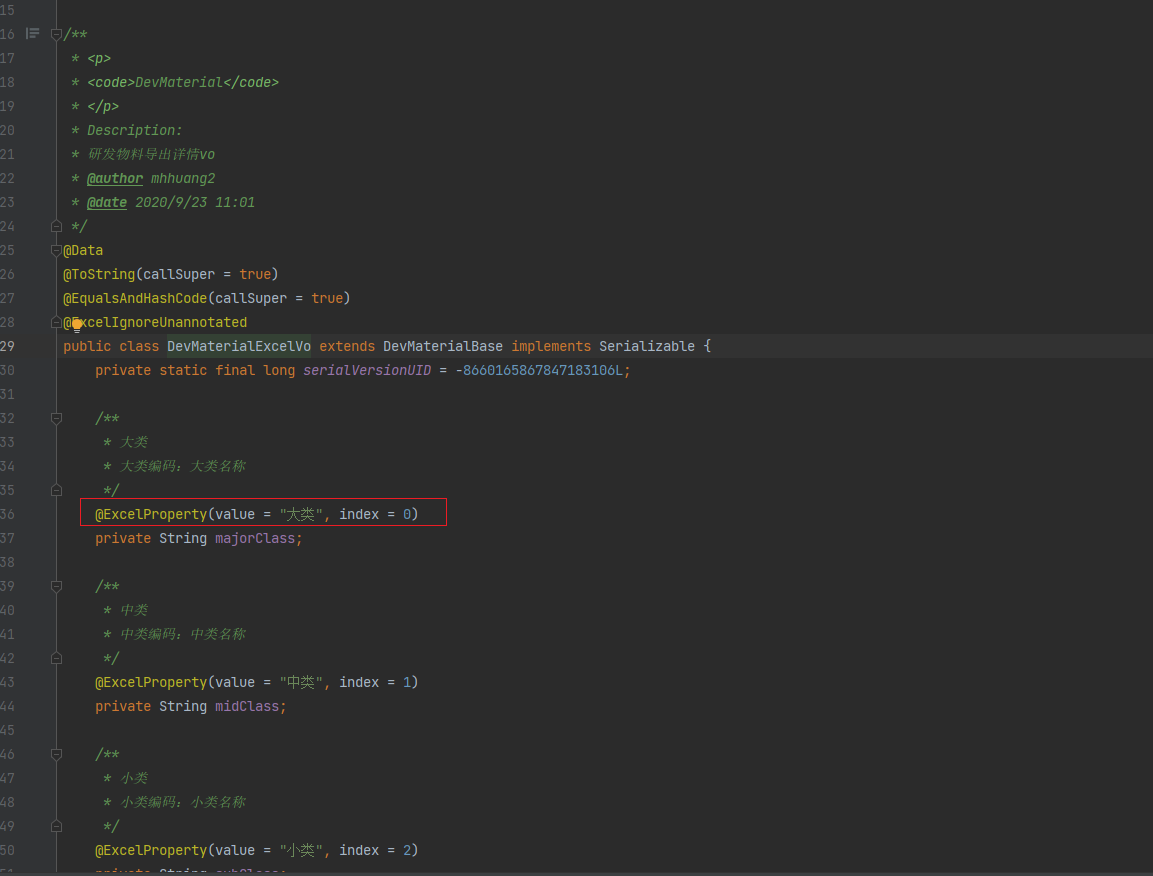 15
16 /**
17 * <p>
18 * <code>DevMaterial</code>
19 * </p>
20 * Description:
21 * 研发物料导出详情vo
22 * @author mhhuang2
23 * @date 2020/9/23 11:01
24 */
25 @Data
26 @ToString(callSuper = true)
27 @EqualsAndHashCode(callSuper = true)
28 @ExcelIgnoreUnannotated
29 public class DevMaterialExcelVo extends DevMaterialBase implements Serializable {
30 private static final long serialVersionUID = -8660165867847183106L;
31
32 /**
33 * 大类
34 * 大类编码：大类名称
35 */
36 @ExcelProperty(value = "大类", index = 0)
37 private String majorClass;
38
39 /**
40 * 中类
41 * 中类编码：中类名称
42 */
43 @ExcelProperty(value = "中类", index = 1)
44 private String midClass;
45
46 /**
47 * 小类
48 * 小类编码：小类名称
49 */
50 @ExcelProperty(value = "小类", index = 2)
51 private String